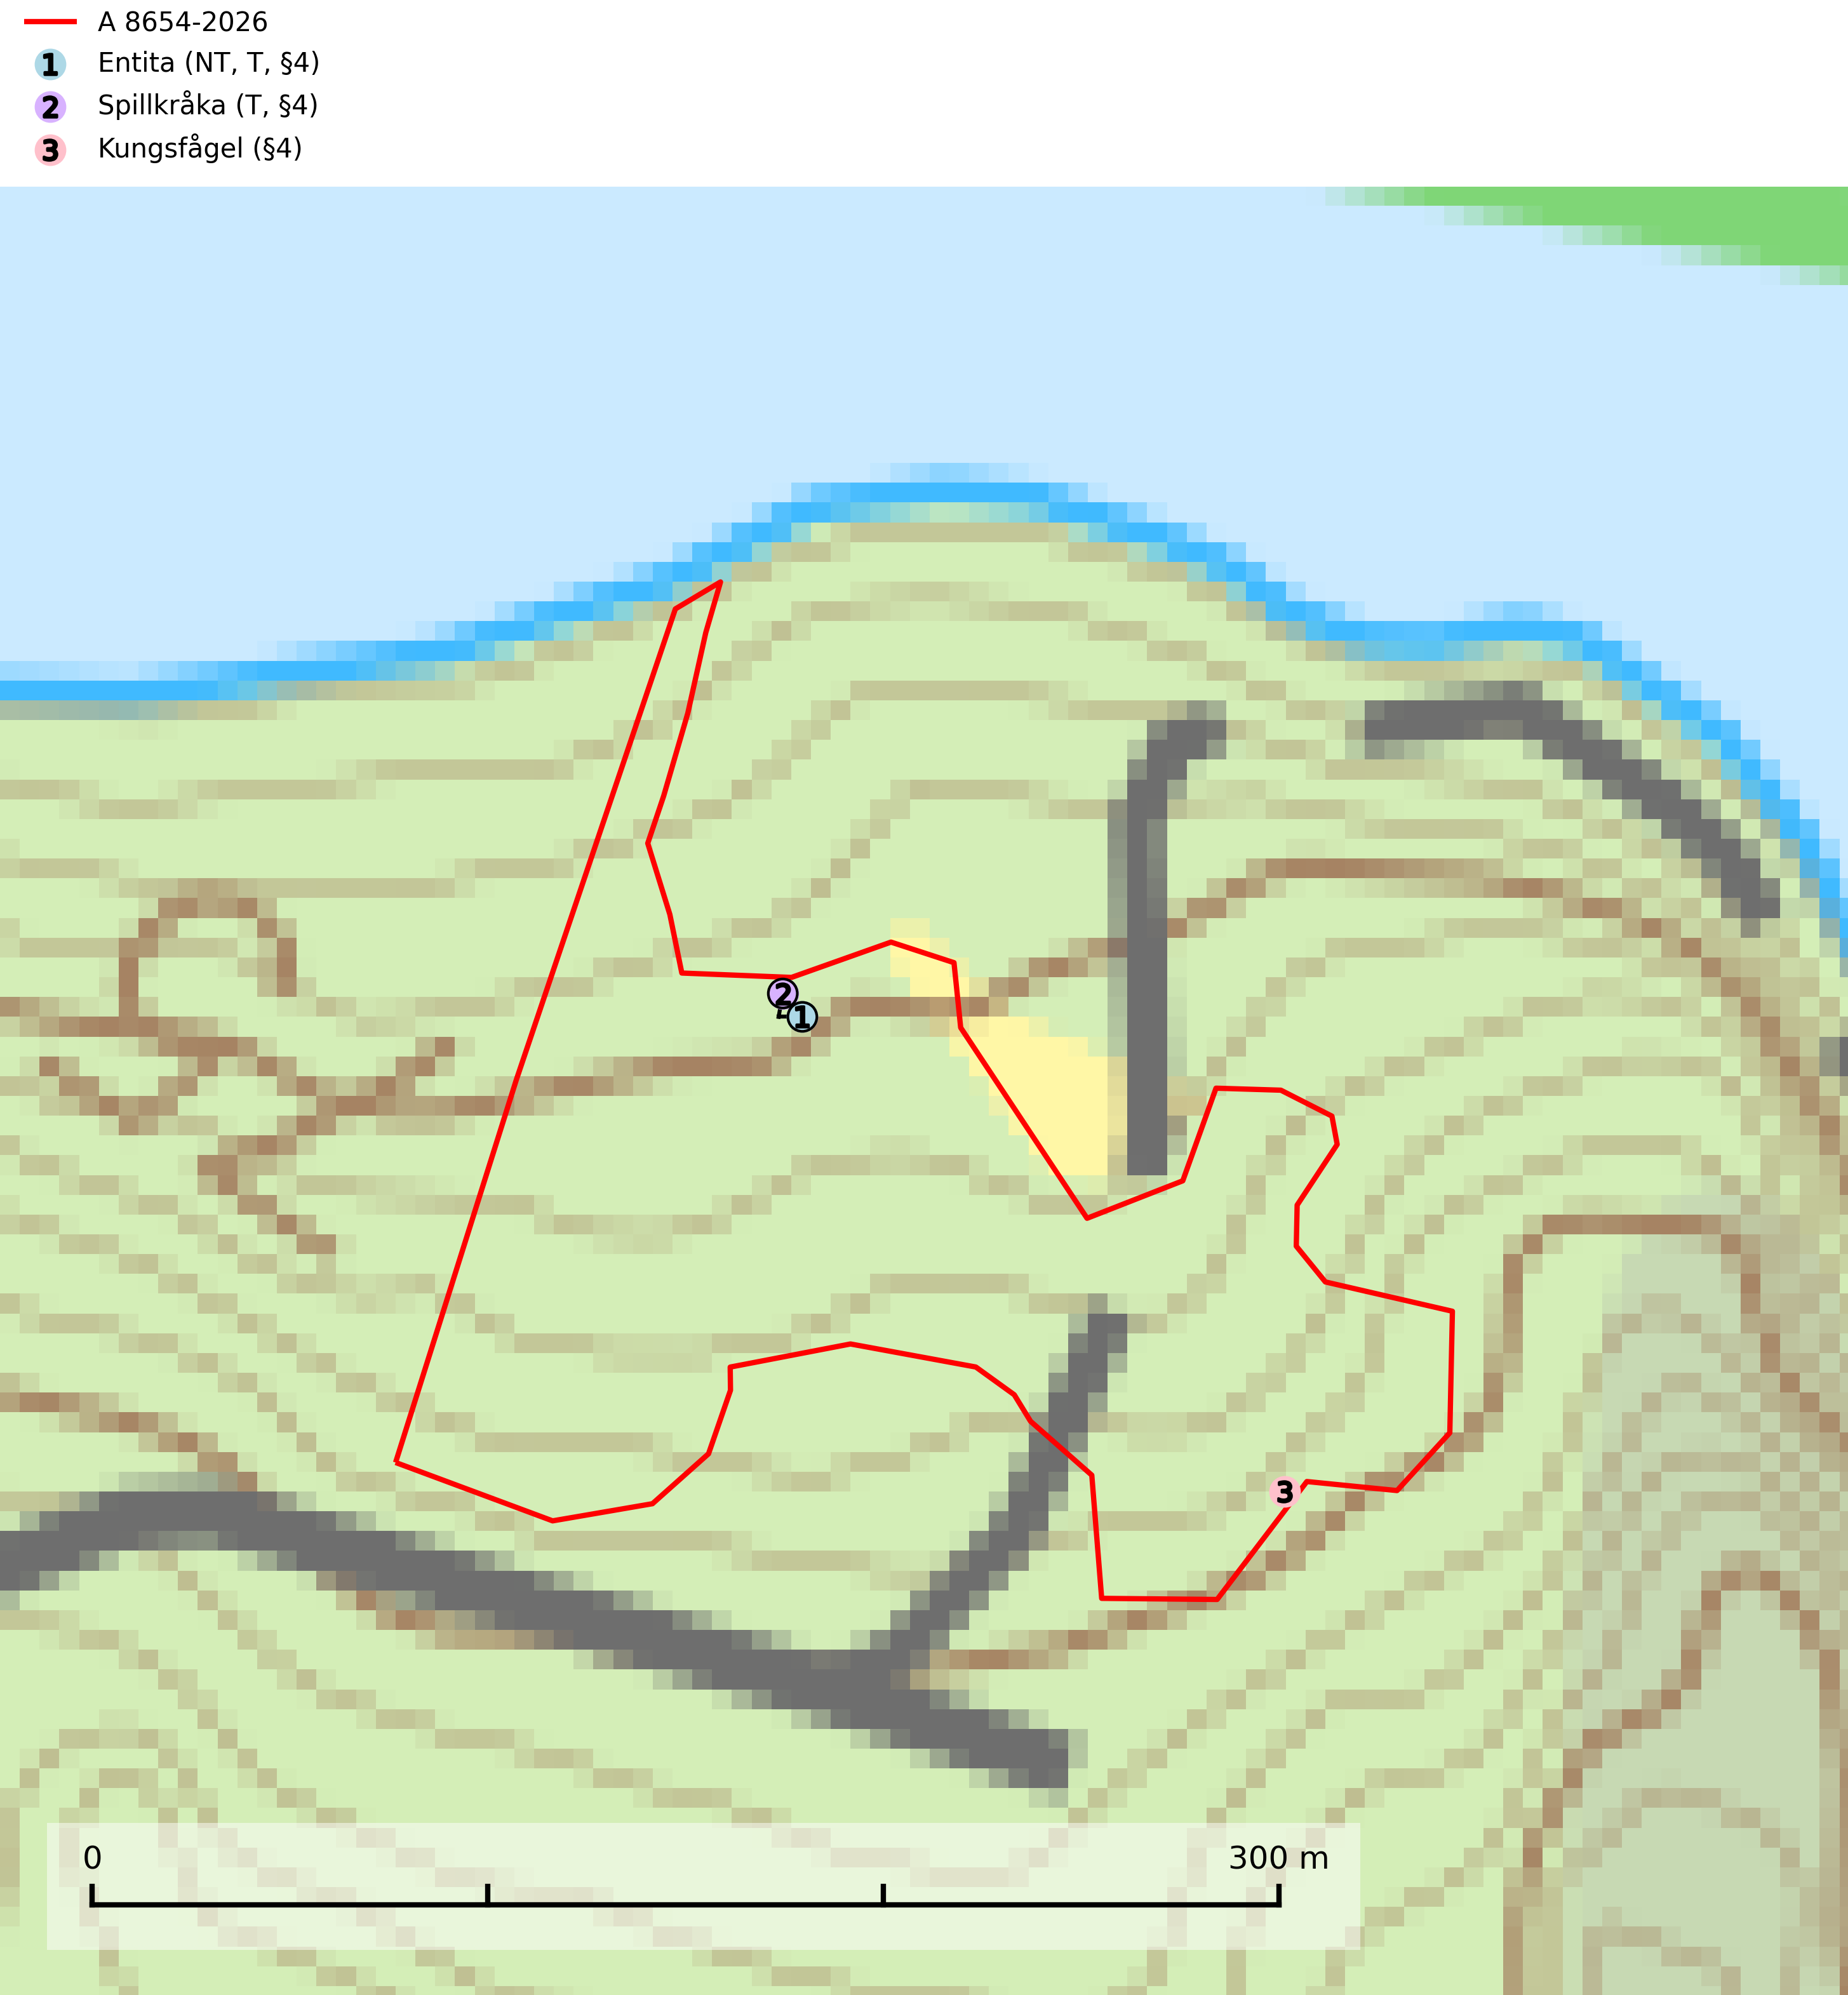 A 8654-2026
1 Entita (NT, T, §4)
2 Spillkråka (T, §4)
3 Kungsfågel (§4)
2
1
3
0 300 m